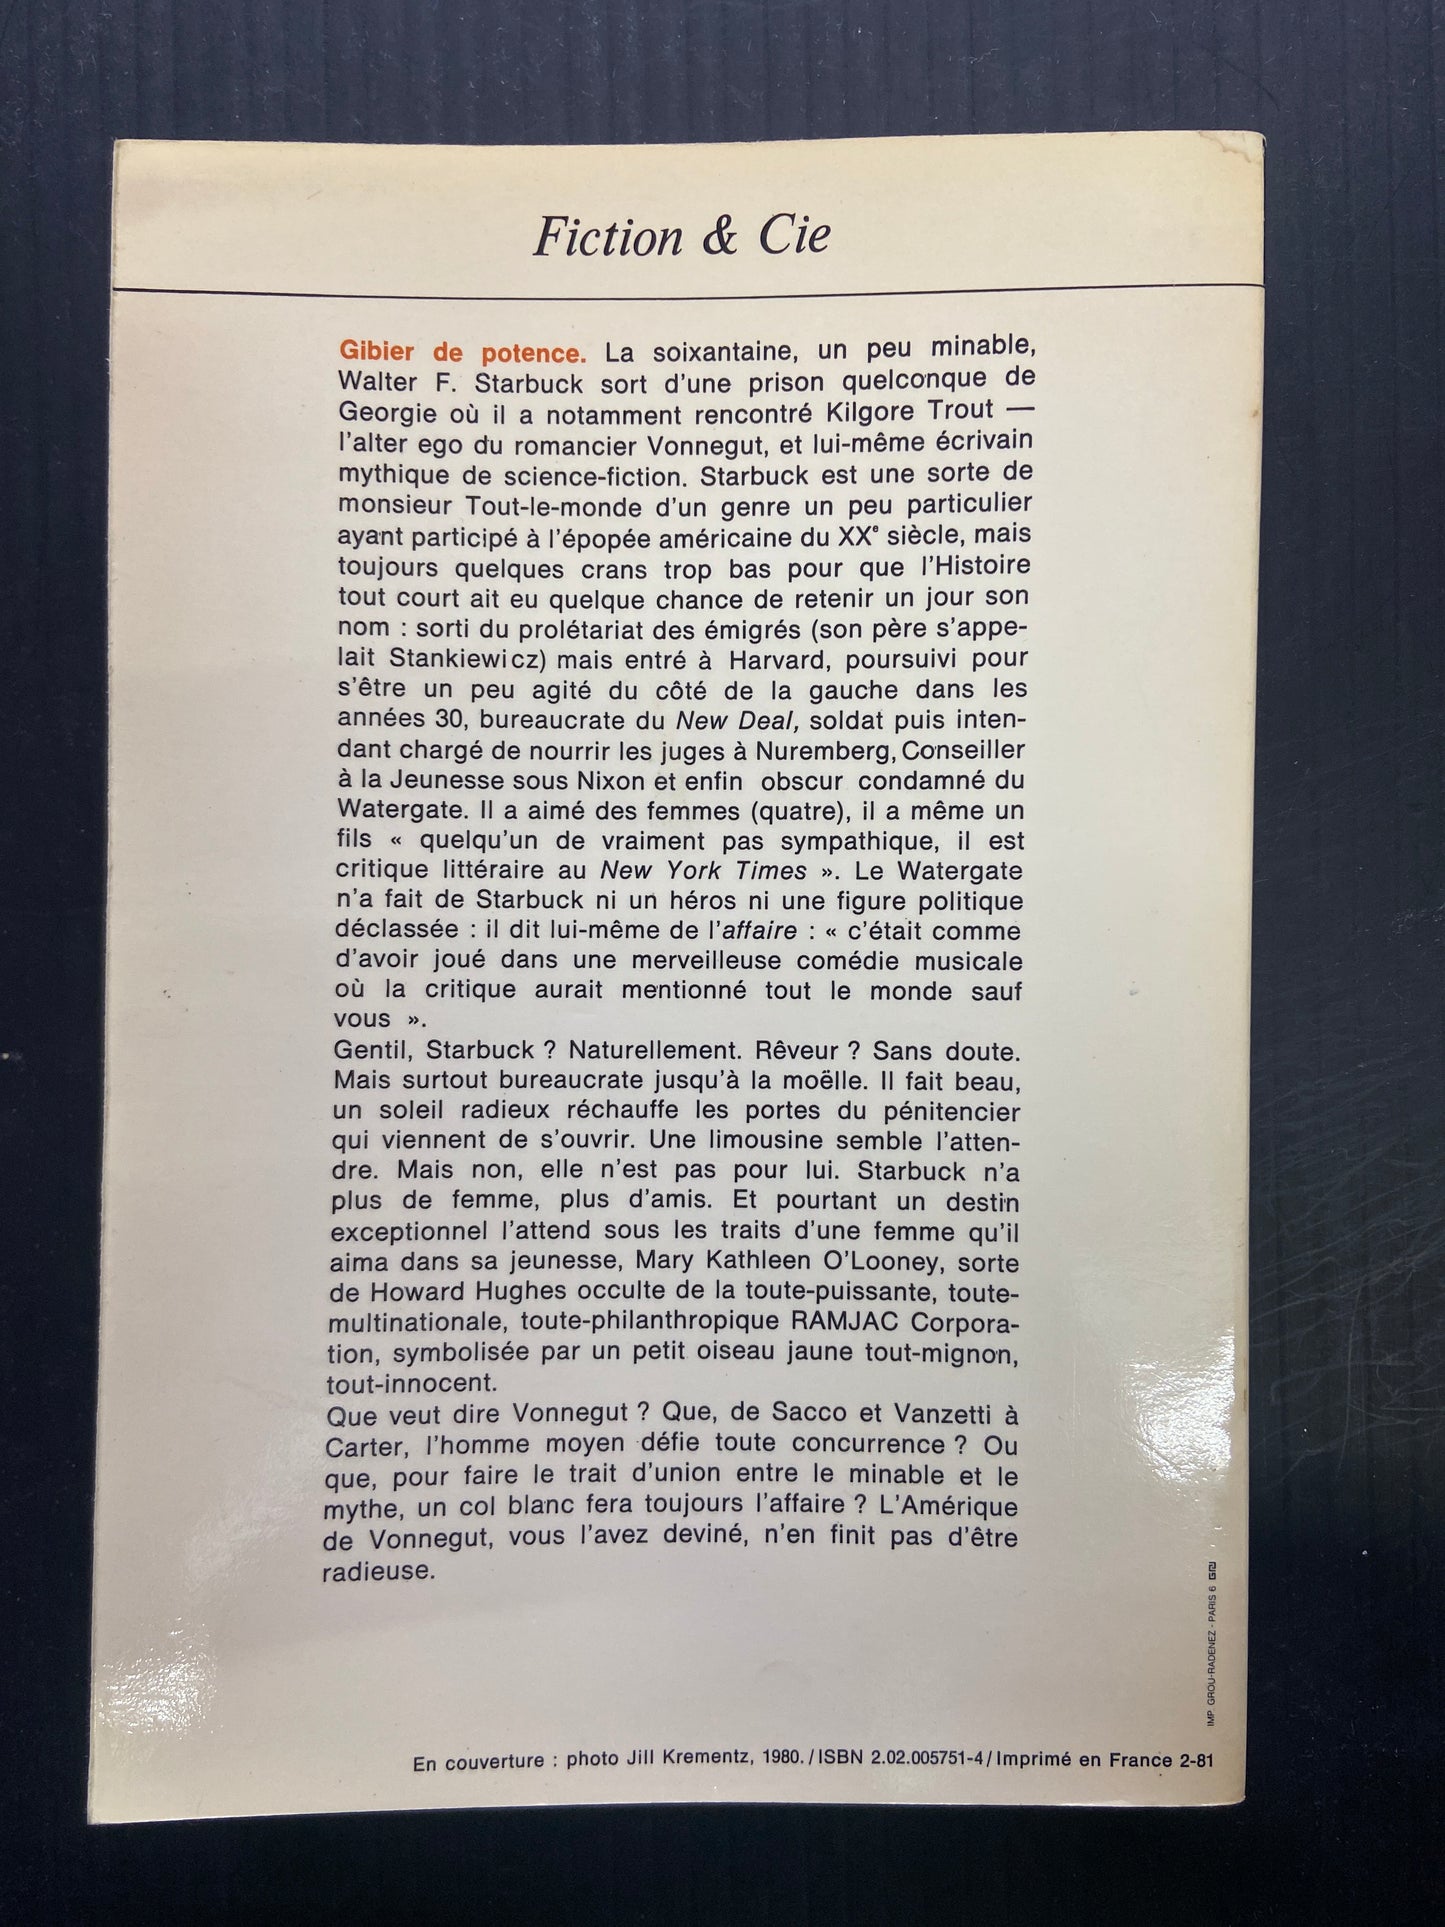 Fiction & Cie
Gibier de potence. La soixantaine, un peu minable,
Walter F. Starbuck sort d'une prison quelconque de
Georgie où il a notamment rencontré Kilgore Trout —
l'alter ego du romancier Vonnegut, et lui-même écrivain
mythique de science-fiction. Starbuck est une sorte de
monsieur Tout-le-monde d'un genre un peu particulier
ayant participé à l'épopée américaine du XXe siècle, mais
toujours quelques crans trop bas pour que l'Histoire
tout court ait eu quelque chance de retenir un jour son
nom : sorti du prolétariat des émigrés (son père s'appe-
lait Stankiewicz) mais entré à Harvard, poursuivi pour
s'être un peu agité du côté de la gauche dans les
années 30, bureaucrate du New Deal, soldat puis inten-
dant chargé de nourrir les juges à Nuremberg, Conseiller
à la Jeunesse sous Nixon et enfin obscur condamné du
Watergate. Il a aimé des femmes (quatre), il a même un
fils « quelqu'un de vraiment pas sympathique, il est
critique littéraire au New York Times ». Le Watergate
n'a fait de Starbuck ni un héros ni une figure politique
déclassée : il dit lui-même de l'affaire : « c'était comme
d'avoir joué dans une merveilleuse comédie musicale
où la critique aurait mentionné tout le monde sauf
vous ».
Gentil, Starbuck ? Naturellement. Rêveur ? Sans doute.
Mais surtout bureaucrate jusqu'à la moëlle. Il fait beau,
un soleil radieux réchauffe les portes du pénitencier
qui viennent de s'ouvrir. Une limousine semble l'atten-
dre. Mais non, elle n'est pas pour lui. Starbuck n'a
plus de femme, plus d'amis. Et pourtant un destin
exceptionnel l'attend sous les traits d'une femme qu'il
aima dans sa jeunesse, Mary Kathleen O'Looney, sorte
de Howard Hughes occulte de la toute-puissante, toute-
multinationale, toute-philanthropique RAMJAC Corpora-
tion, symbolisée par un petit oiseau jaune tout-mignon,
tout-innocent.
Que veut dire Vonnegut ? Que, de Sacco et Vanzetti à
Carter, l'homme moyen défie toute concurrence ? Ou
que, pour faire le trait d'union entre le minable et le
mythe, un col blanc fera toujours l'affaire ? L'Amérique
de Vonnegut, vous l'avez deviné, n'en finit pas d'être
radieuse.
IMP. GROU-RADENEZ - PARIS 6
En couverture : photo Jill Krementz, 1980. / ISBN 2.02.005751-4 / Imprimé en France 2-81